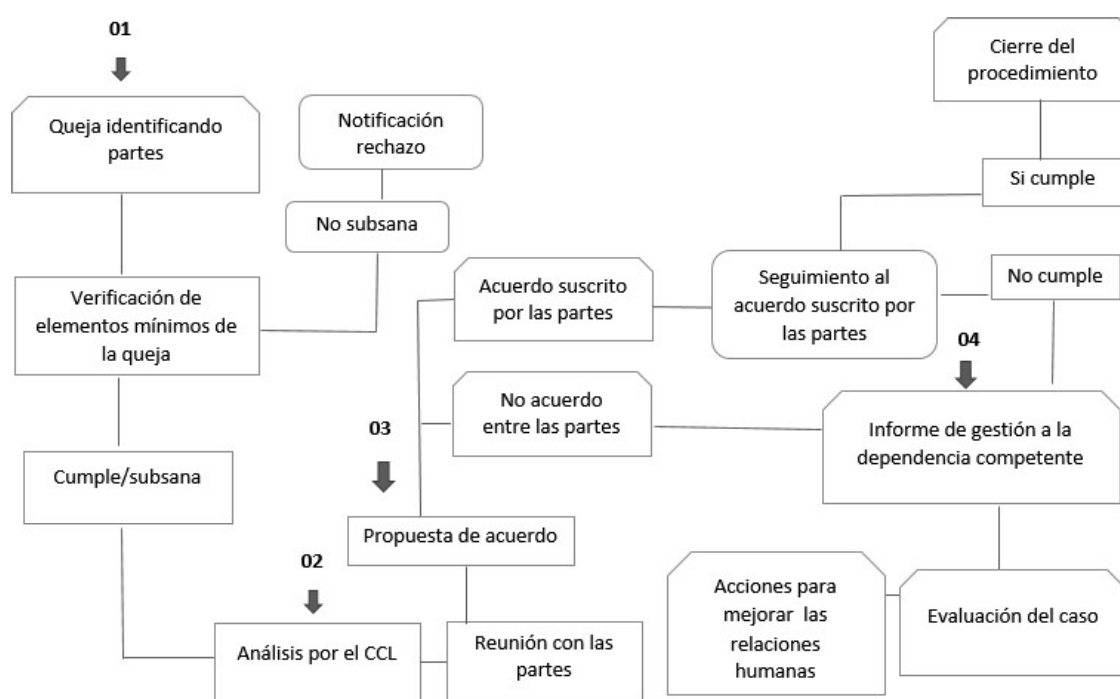 01
Queja identificando
partes
Verificación de
elementos mínimos de
la queja
Notificación
rechazo
No subsana
Cumple/subsana
02
Análisis por el CCL
Reunión con las
partes
03
Propuesta de acuerdo
Acuerdo suscrito
por las partes
No acuerdo
entre las partes
Seguimiento al
acuerdo suscrito por
las partes
Si cumple
Cierre del
procedimiento
No cumple
04
Informe de gestión a la
dependencia competente
Evaluación del caso
Acciones para
mejorar las
relaciones
humanas